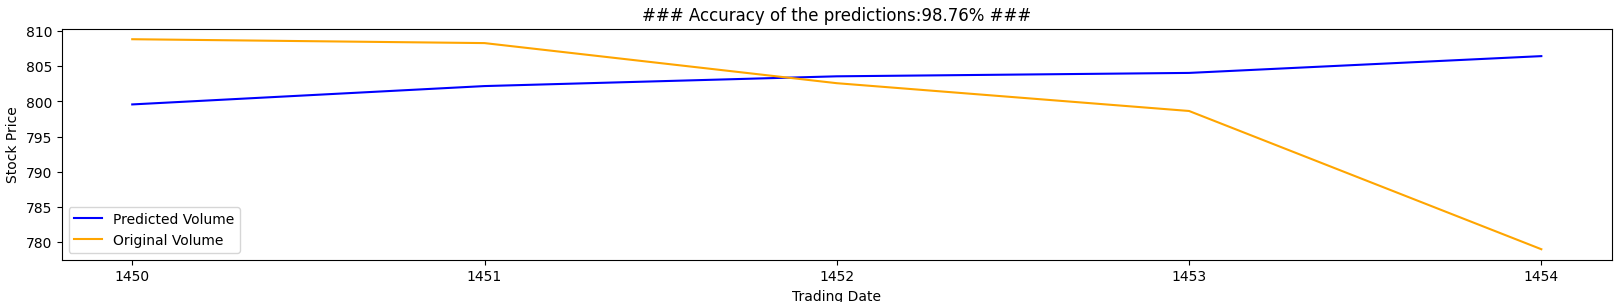 ### Accuracy of the predictions:98.76% ###
810
805
800
795
790
785
780
Stock Price
Predicted Volume
Original Volume
1450 1451 1452 1453 1454
Trading Date